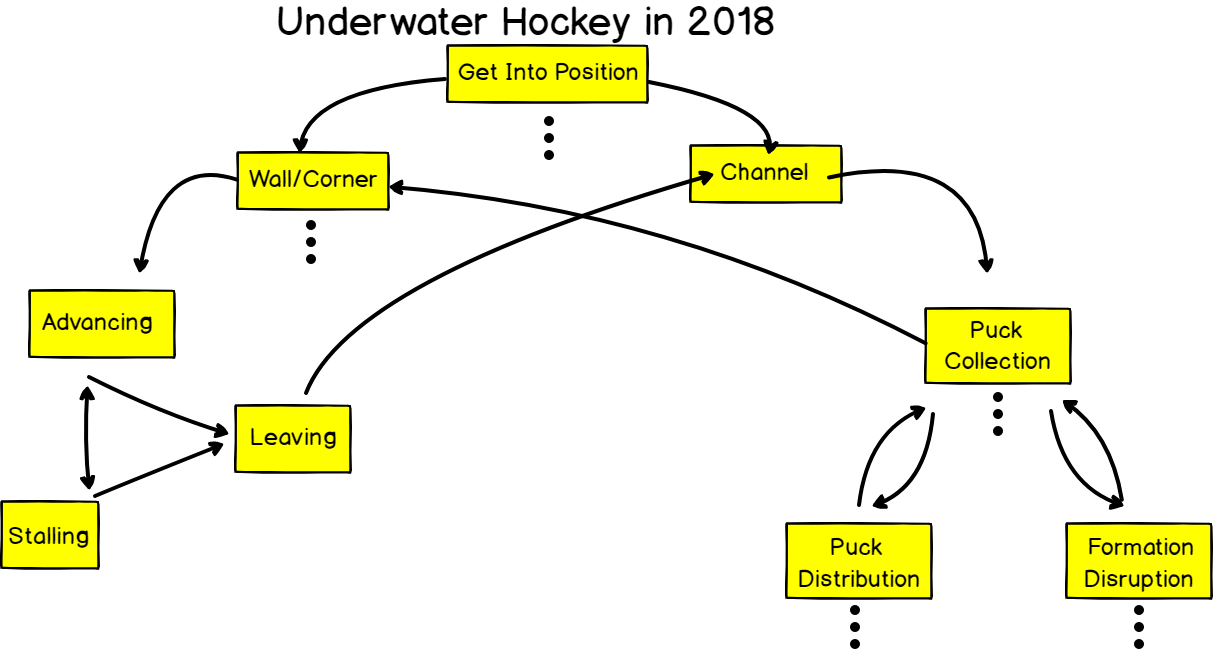 Underwater Hockey in 2018
Get Into Position
Wall/Corner
Channel
Advancing
Puck
Collection
Leaving
Stalling
Puck
Distribution
Formation
Disruption